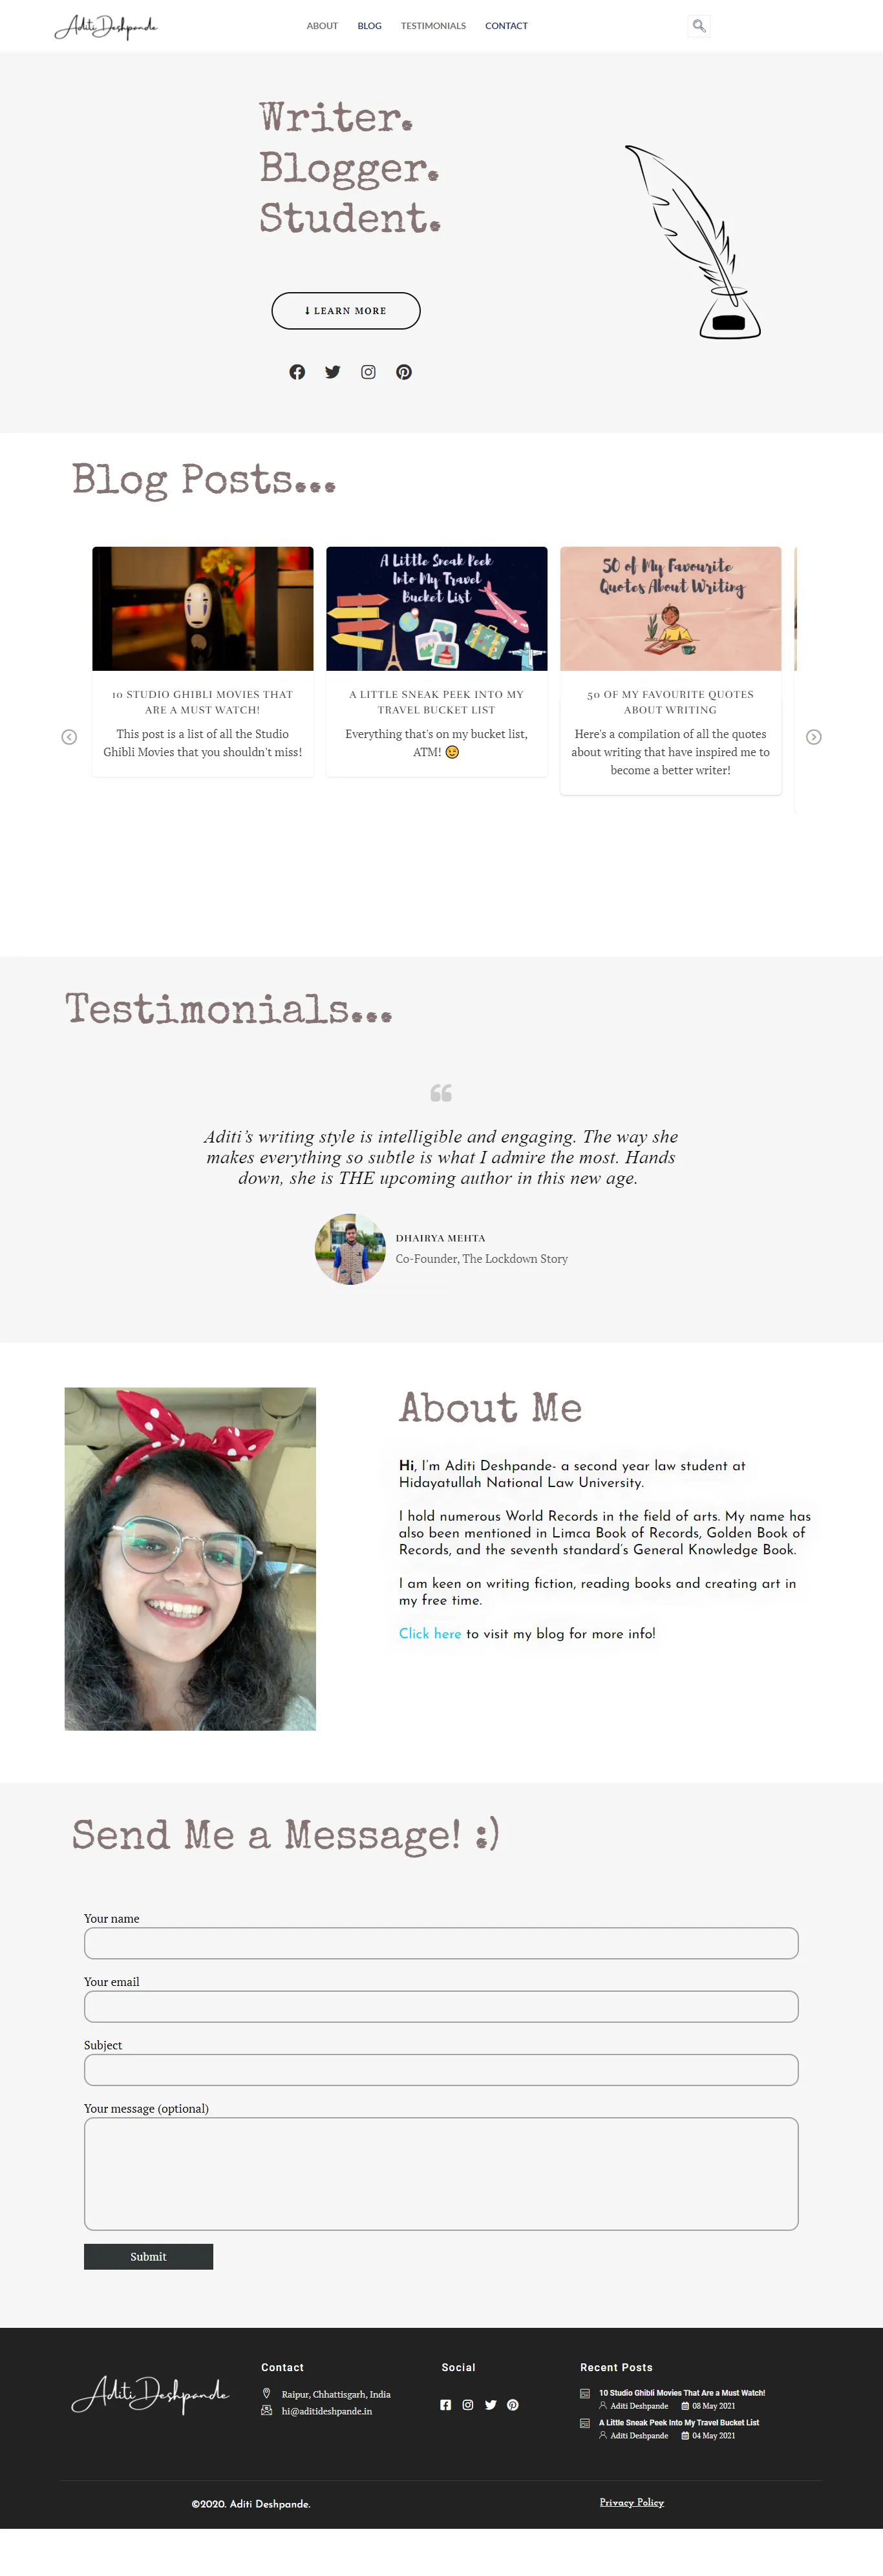 Aditi Deshpande
ABOUT BLOG TESTIMONIALS CONTACT
Writer.
Blogger.
Student.
LEARN MORE
Blog Posts...
A Little Sneak Peek
Into My Travel
Bucket List
50 of My Favourite
Quotes About Writing
10 STUDIO GHIBLI MOVIES THAT
ARE A MUST WATCH!
This post is a list of all the Studio
Ghibli Movies that you shouldn't miss!
A LITTLE SNEAK PEEK INTO MY
TRAVEL BUCKET LIST
Everything that's on my bucket list,
ATM! 😉
50 OF MY FAVOURITE QUOTES
ABOUT WRITING
Here's a compilation of all the quotes
about writing that have inspired me to
become a better writer!
Testimonials...
Aditi's writing style is intelligible and engaging. The way she
makes everything so subtle is what I admire the most. Hands
down, she is THE upcoming author in this new age.
DHAIRYA MEHTA
Co-Founder, The Lockdown Story
About Me
Hi, I'm Aditi Deshpande- a second year law student at
Hidayatullah National Law University.
I hold numerous World Records in the field of arts. My name has
also been mentioned in Limca Book of Records, Golden Book of
Records, and the seventh standard's General Knowledge Book.
I am keen on writing fiction, reading books and creating art in
my free time.
Click here to visit my blog for more info!
Send Me a Message! :)
Your name
Your email
Subject
Your message (optional)
Submit
Aditi Deshpande
Contact
Raipur, Chhattisgarh, India
hi@aditideshpande.in
Social
Recent Posts
10 Studio Ghibli Movies That Are a Must Watch!
Aditi Deshpande 08 May 2021
A Little Sneak Peek Into My Travel Bucket List
Aditi Deshpande 04 May 2021
©2020. Aditi Deshpande.
Privacy Policy